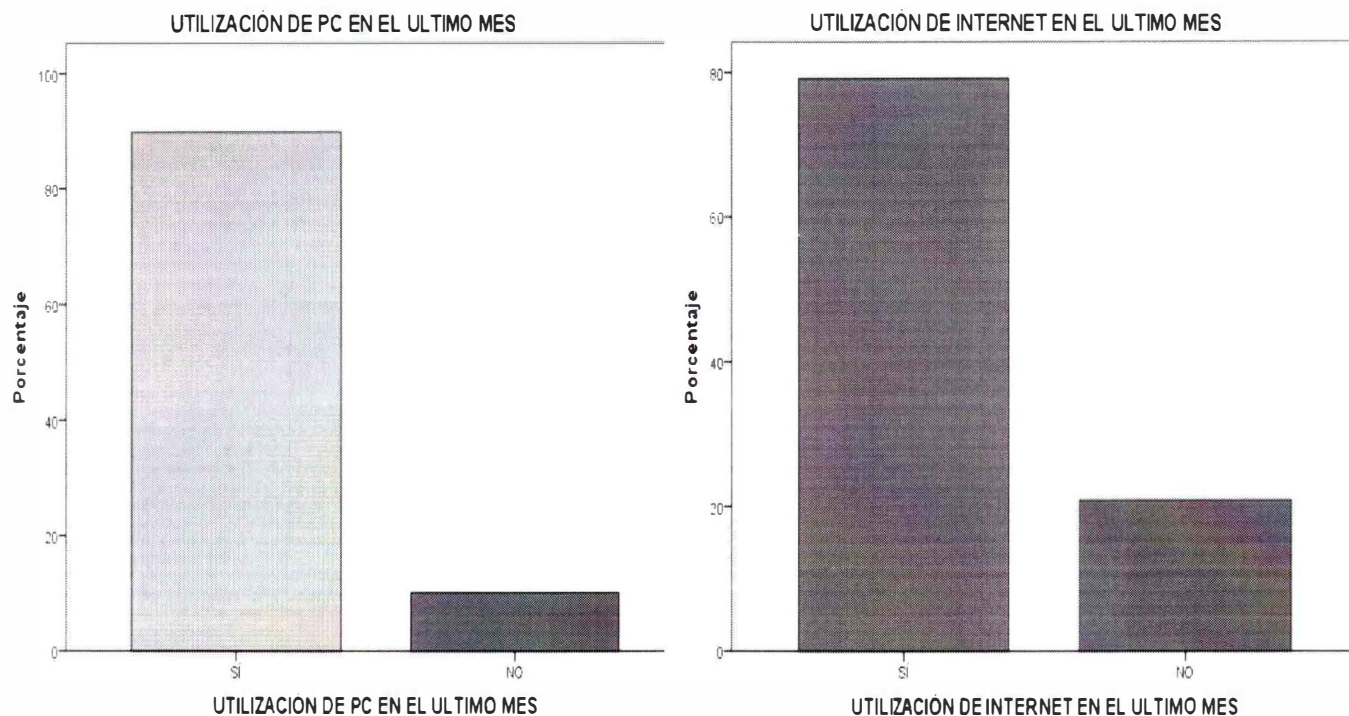 UTILIZACIÓN DE PC EN EL ULTIMO MES
Porcentaje
100
80
60
40
20
0
SÍ
NO
UTILIZACIÓN DE PC EN EL ULTIMO MES
UTILIZACIÓN DE INTERNET EN EL ULTIMO MES
Porcentaje
80
60
40
20
0
SÍ
NO
UTILIZACIÓN DE INTERNET EN EL ULTIMO MES